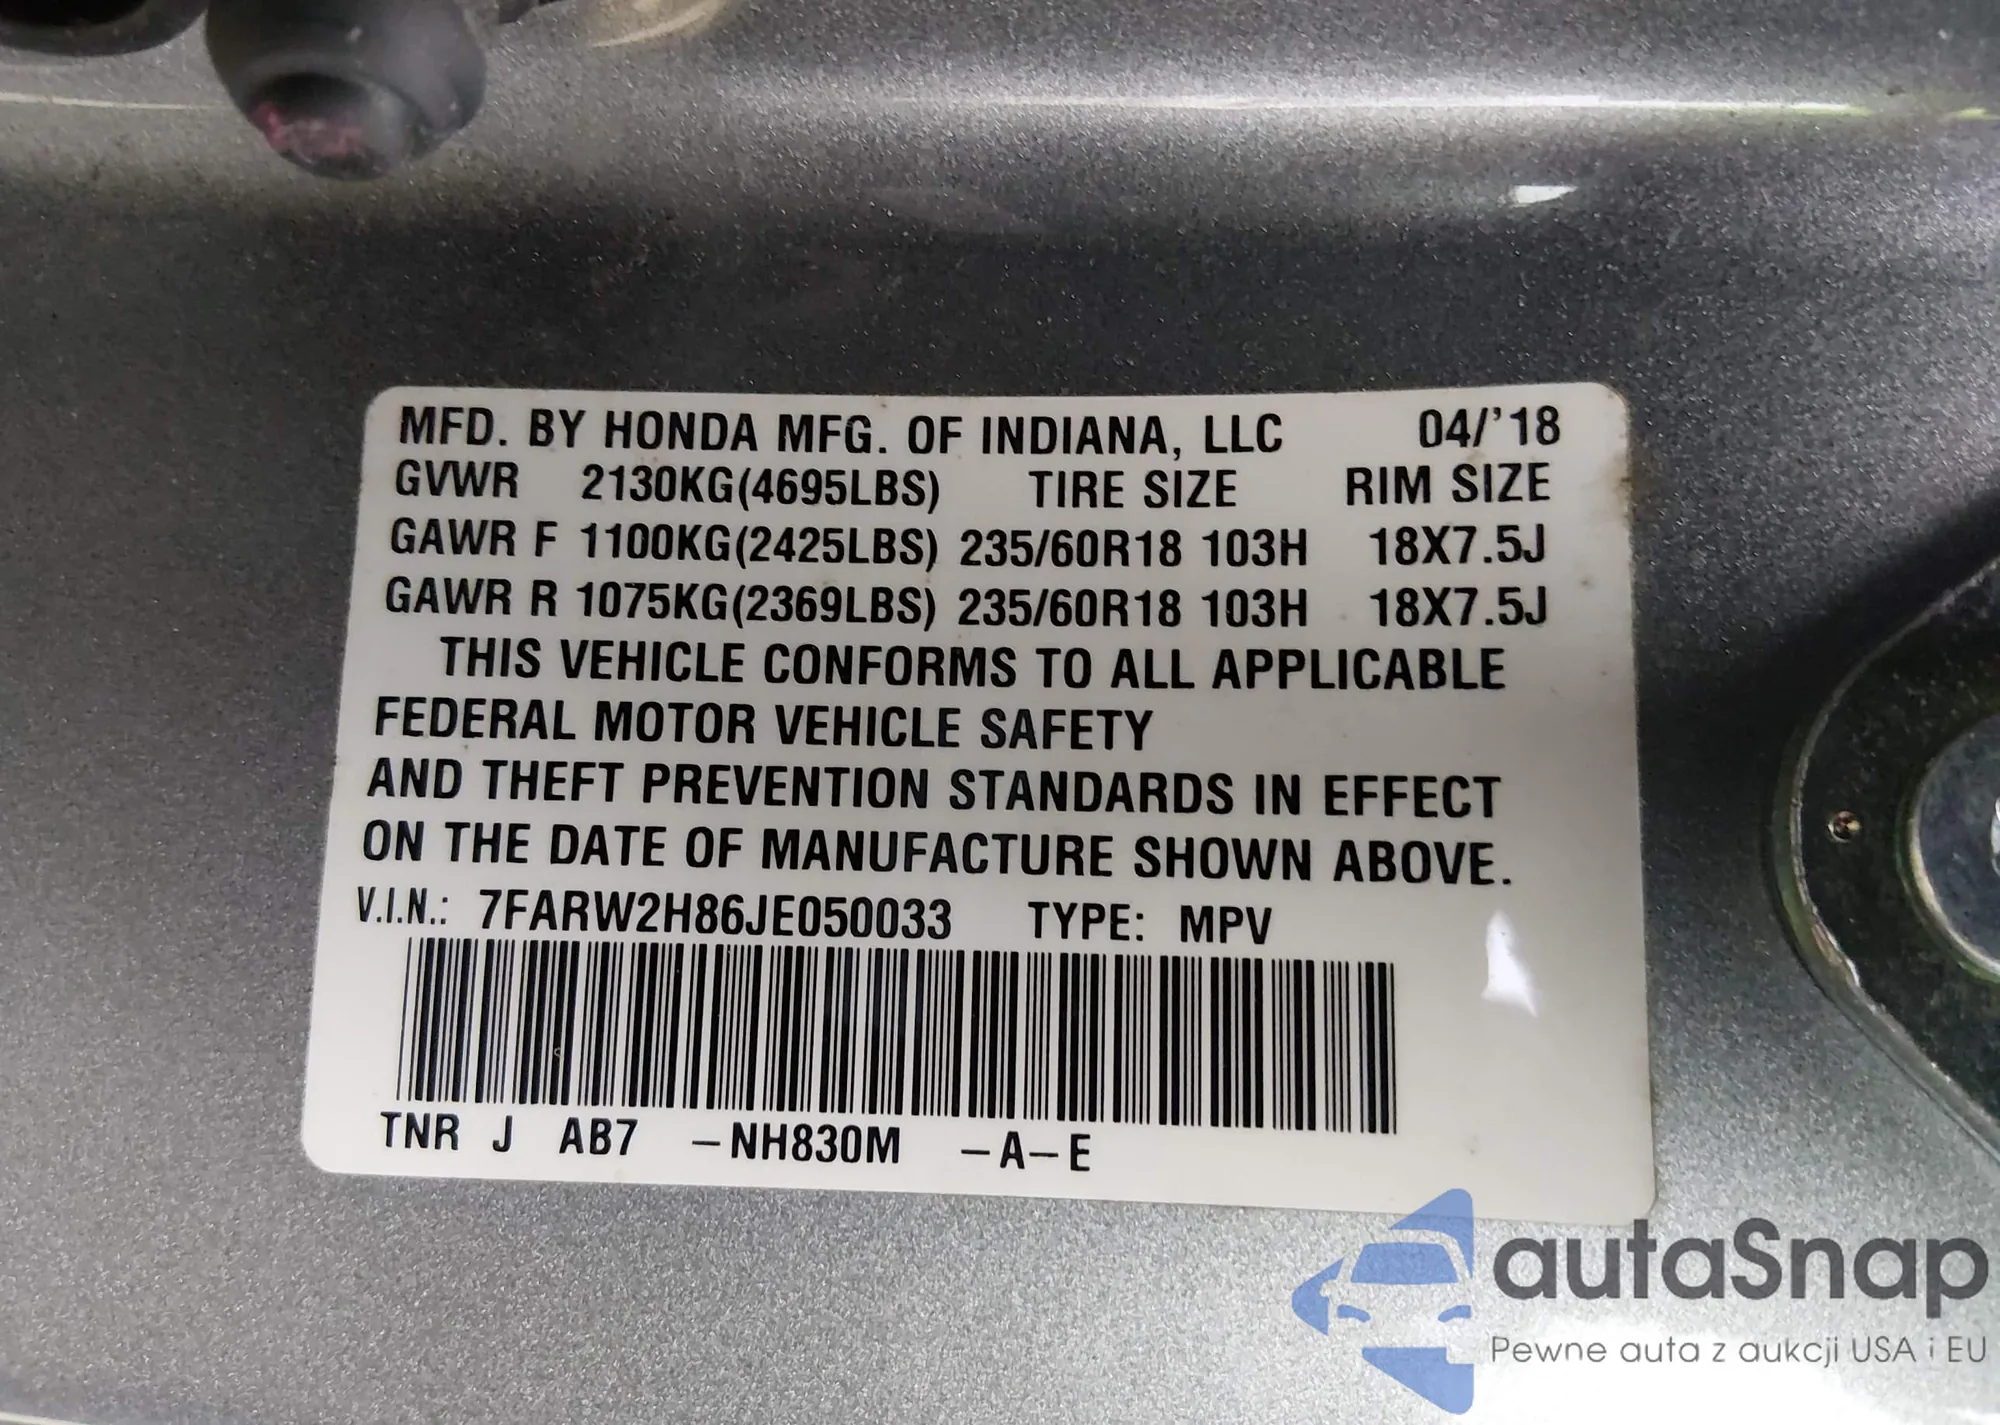 MFD. BY HONDA MFG. OF INDIANA, LLC 04/'18
GVWR 2130KG(4695LBS) TIRE SIZE RIM SIZE
GAWR F 1100KG(2425LBS) 235/60R18 103H 18X7.5J
GAWR R 1075KG(2369LBS) 235/60R18 103H 18X7.5J
THIS VEHICLE CONFORMS TO ALL APPLICABLE
FEDERAL MOTOR VEHICLE SAFETY
AND THEFT PREVENTION STANDARDS IN EFFECT
ON THE DATE OF MANUFACTURE SHOWN ABOVE.
V.I.N.: 7FARW2H86JE050033 TYPE: MPV
TNR J AB7 –NH830M –A–E
autaSnap
Pewne auta z aukcji USA i EU